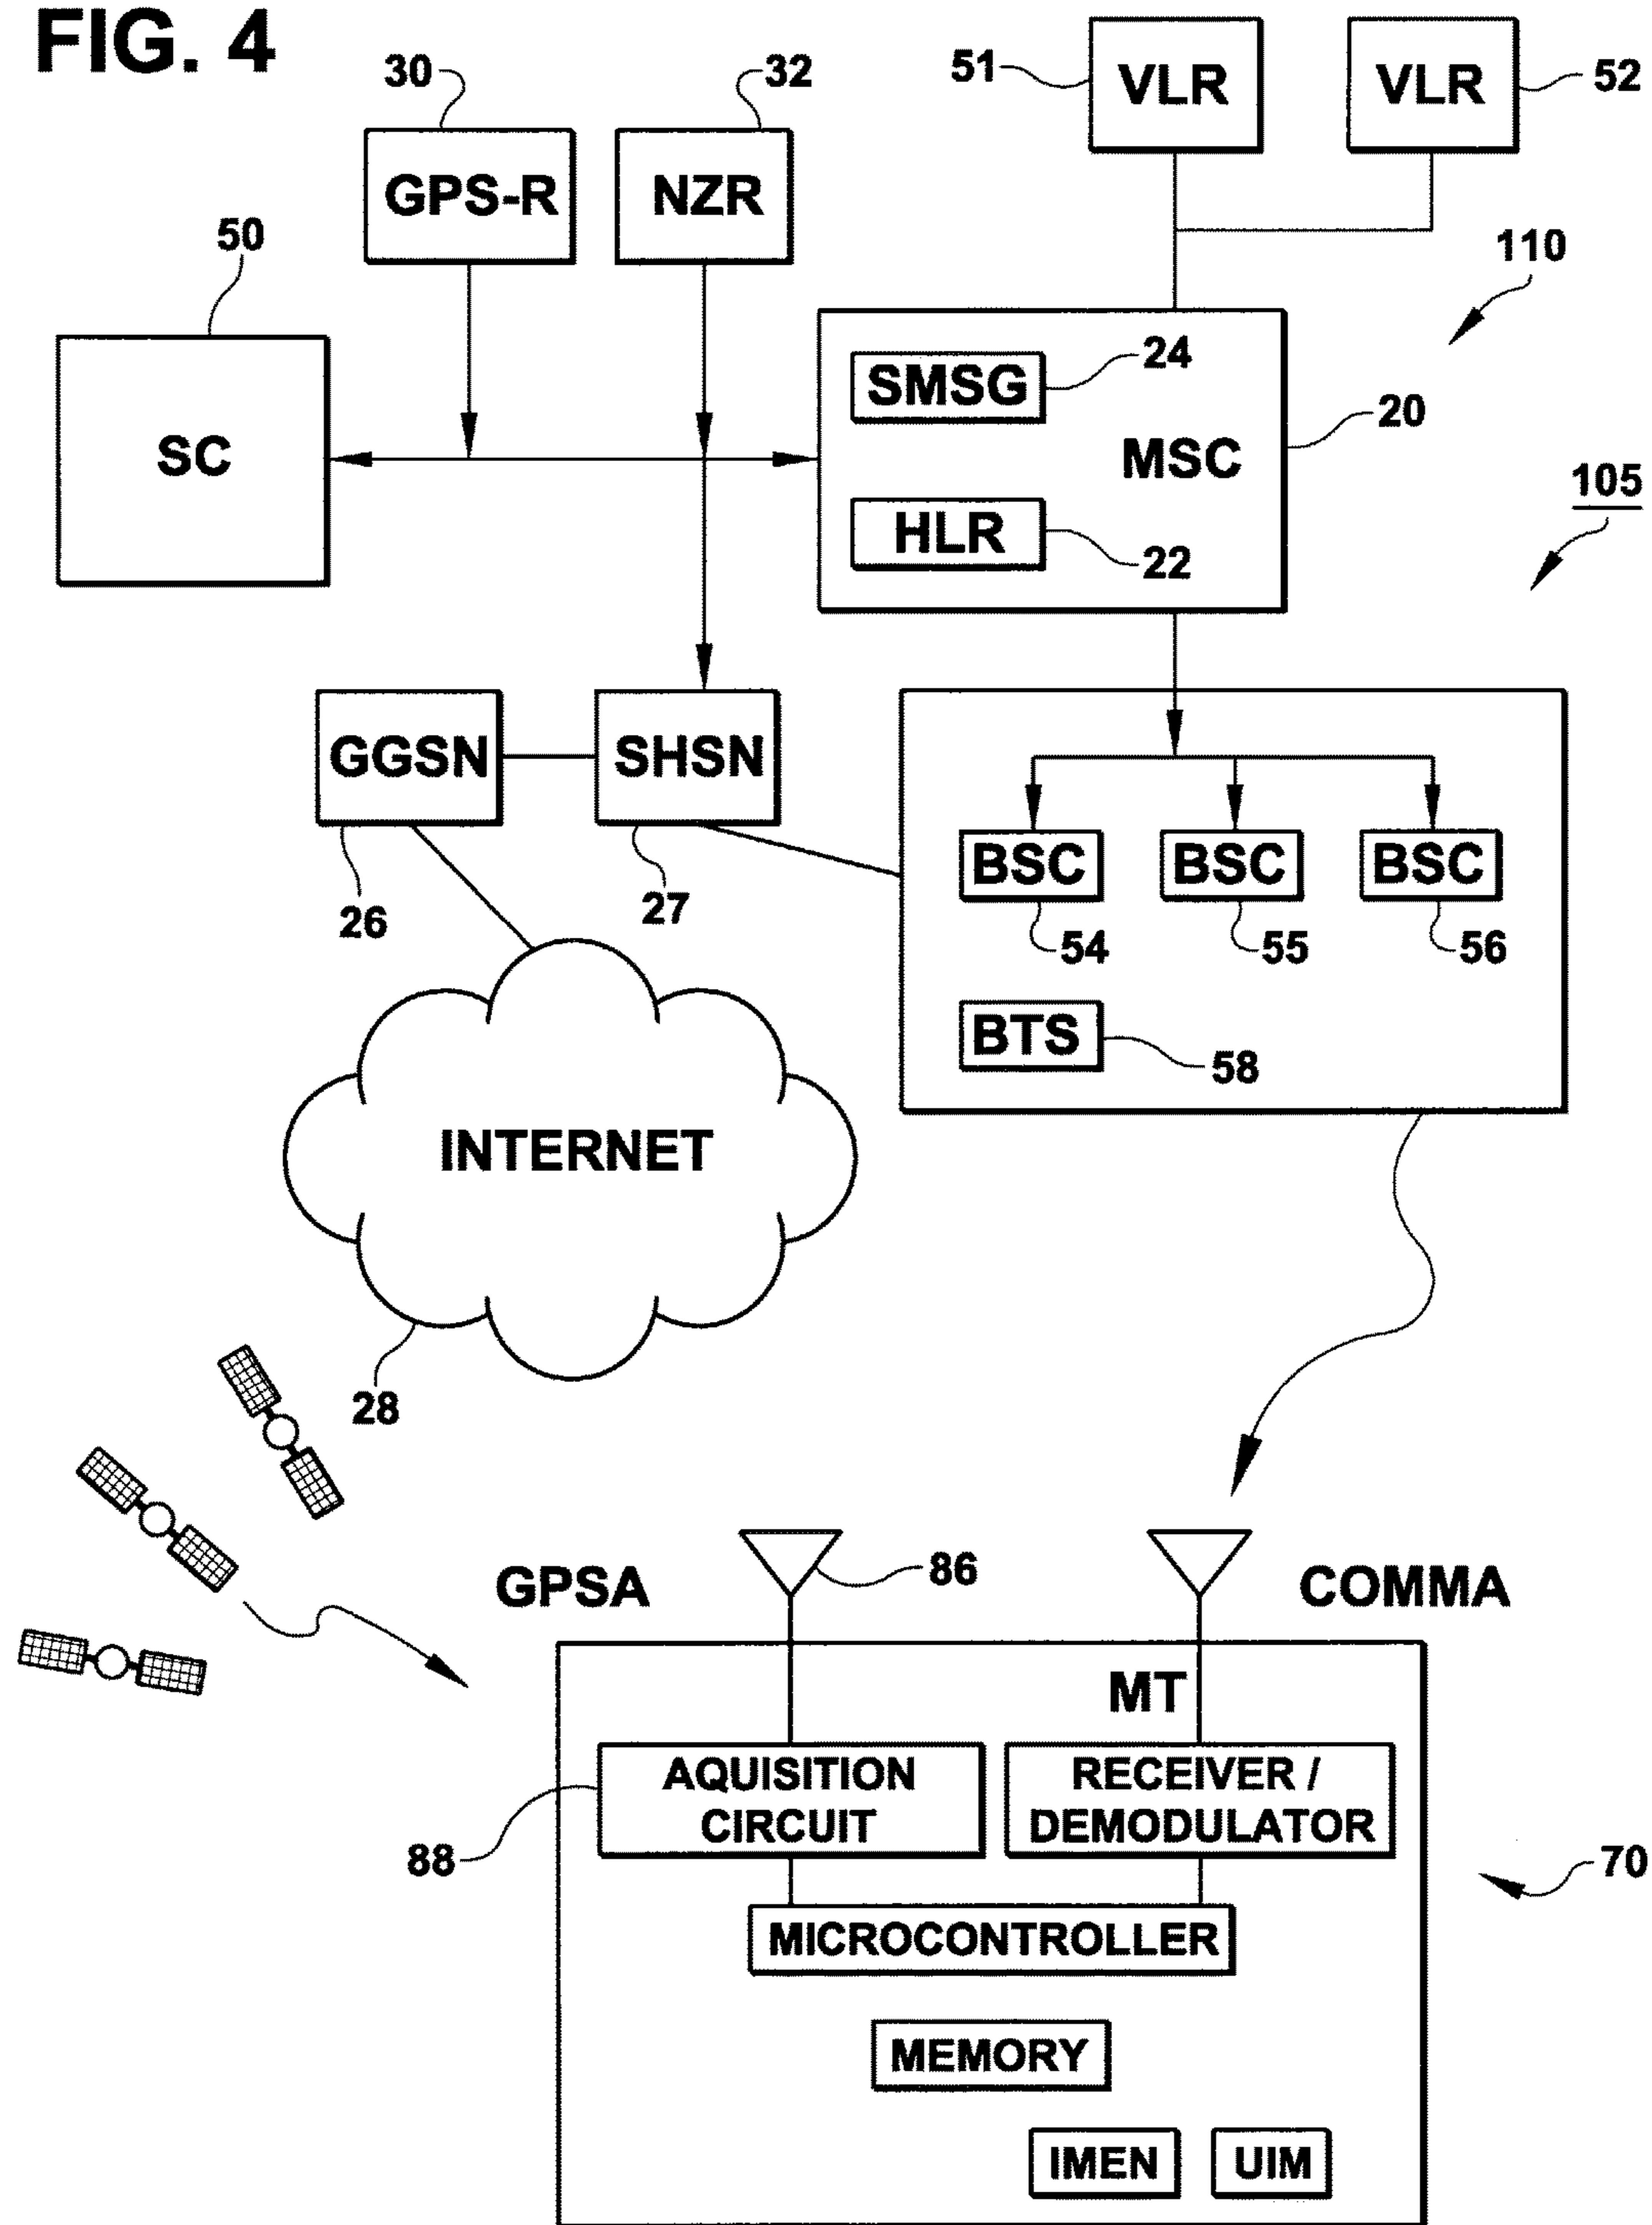 FIG. 4
30
32
51
VLR
VLR
52
GPS-R
NZR
50
110
SMSG
24
20
SC
MSC
105
HLR
22
GGSN
SHSN
BSC
BSC
BSC
26
27
54
55
56
BTS
58
INTERNET
28
GPSA
86
COMMA
MT
AQUISITION
CIRCUIT
RECEIVER /
DEMODULATOR
88
70
MICROCONTROLLER
MEMORY
IMEN
UIM